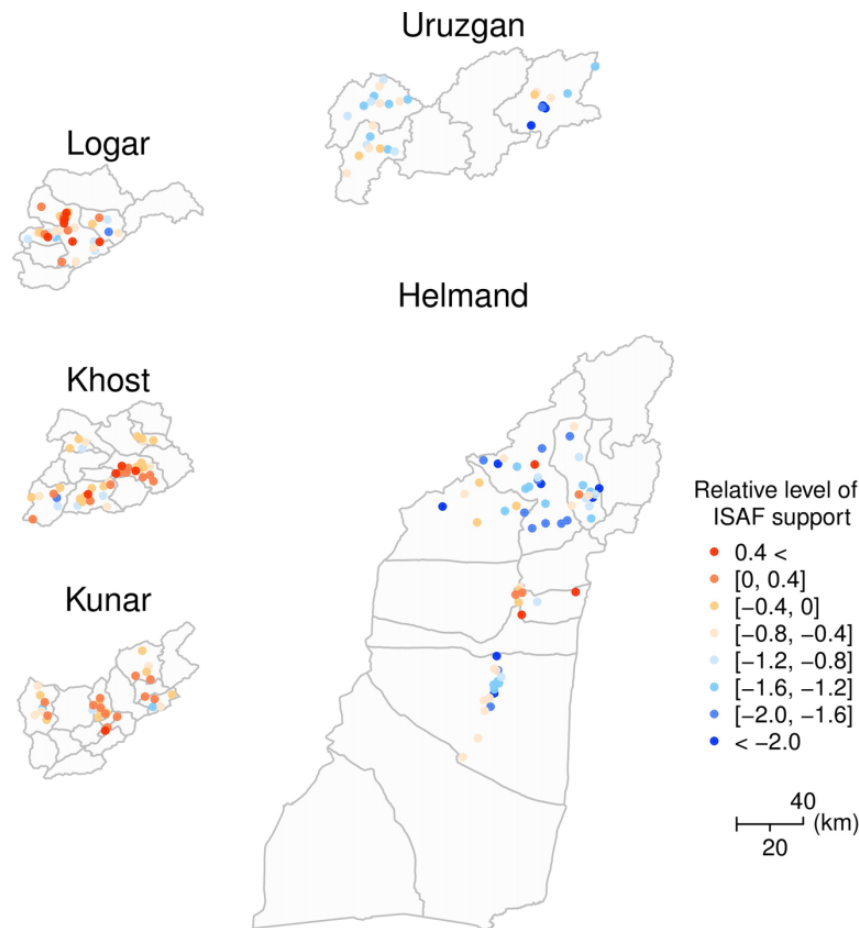 Uruzgan
Logar
Helmand
Khost
Kunar
Relative level of
ISAF support
0.4 <
[0, 0.4]
[−0.4, 0]
[−0.8, −0.4]
[−1.2, −0.8]
[−1.6, −1.2]
[−2.0, −1.6]
< −2.0
40
(km)
20